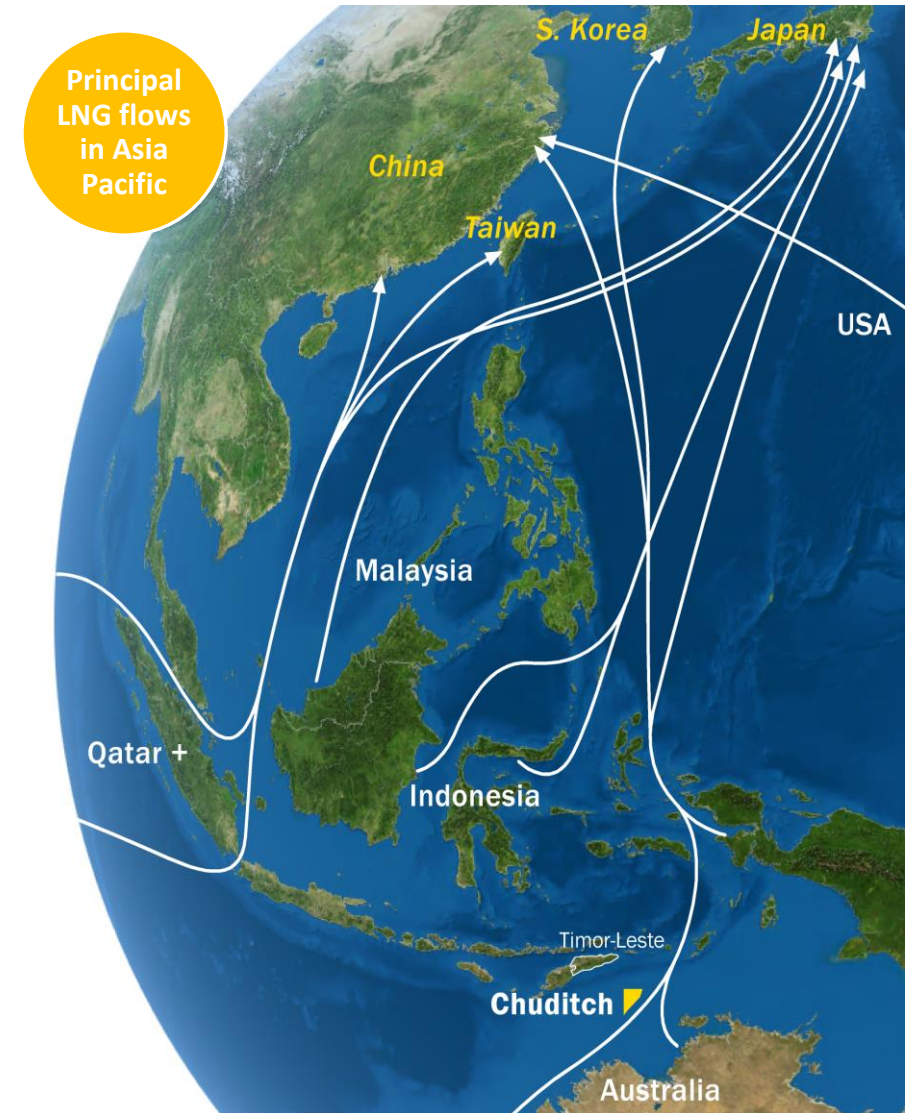 Principal
LNG flows
in Asia
Pacific
S. Korea
Japan
China
Taiwan
USA
Malaysia
Qatar +
Indonesia
Timor-Leste
Chuditch
Australia